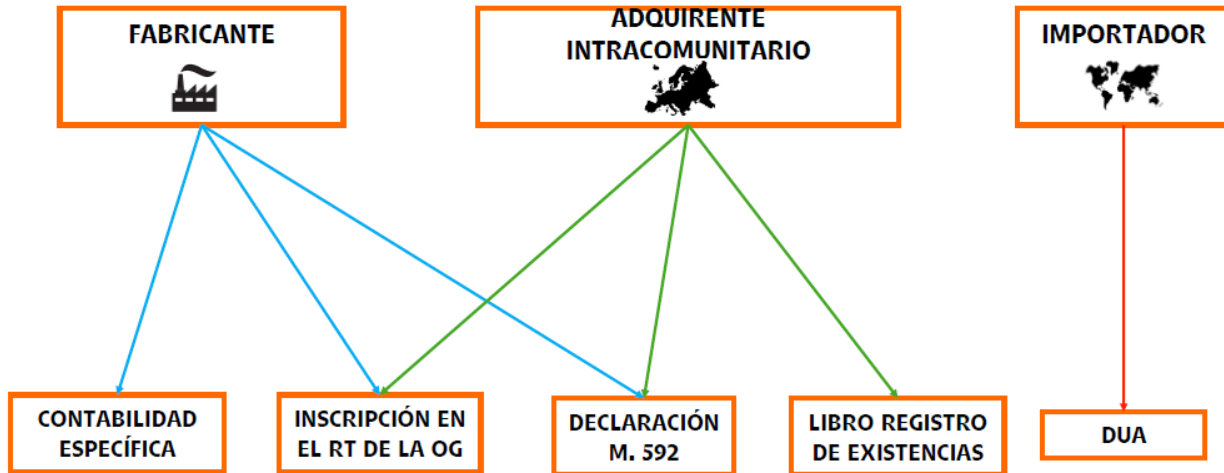 FABRICANTE
ADQUIRENTE
INTRACOMUNITARIO
IMPORTADOR
CONTABILIDAD
ESPECÍFICA
INSCRIPCIÓN EN
EL RT DE LA OG
DECLARACIÓN
M. 592
LIBRO REGISTRO
DE EXISTENCIAS
DUA